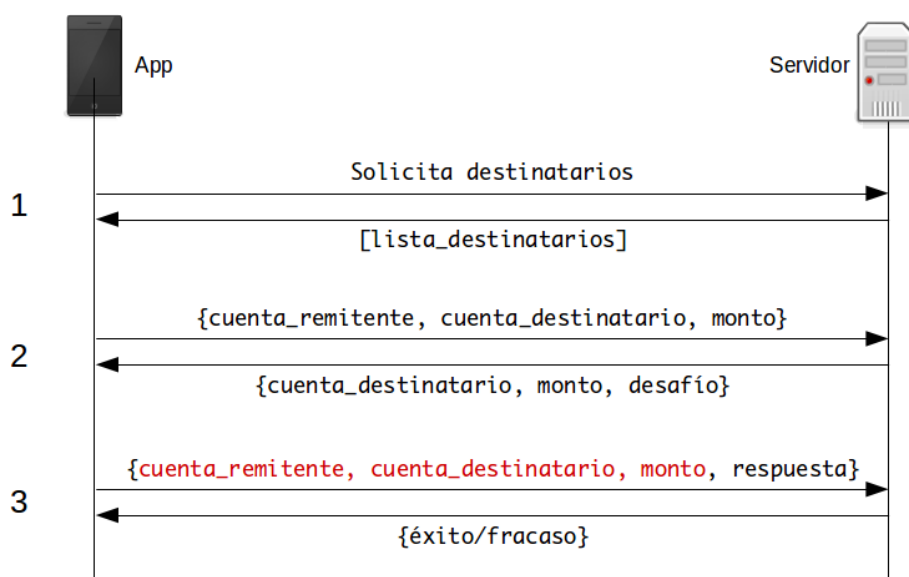 App
Servidor
Solicita destinatarios
1
[lista_destinatarios]
{cuenta_remitente, cuenta_destinatario, monto}
2
{cuenta_destinatario, monto, desafío}
{cuenta_remitente, cuenta_destinatario, monto, respuesta}
3
{éxito/fracaso}